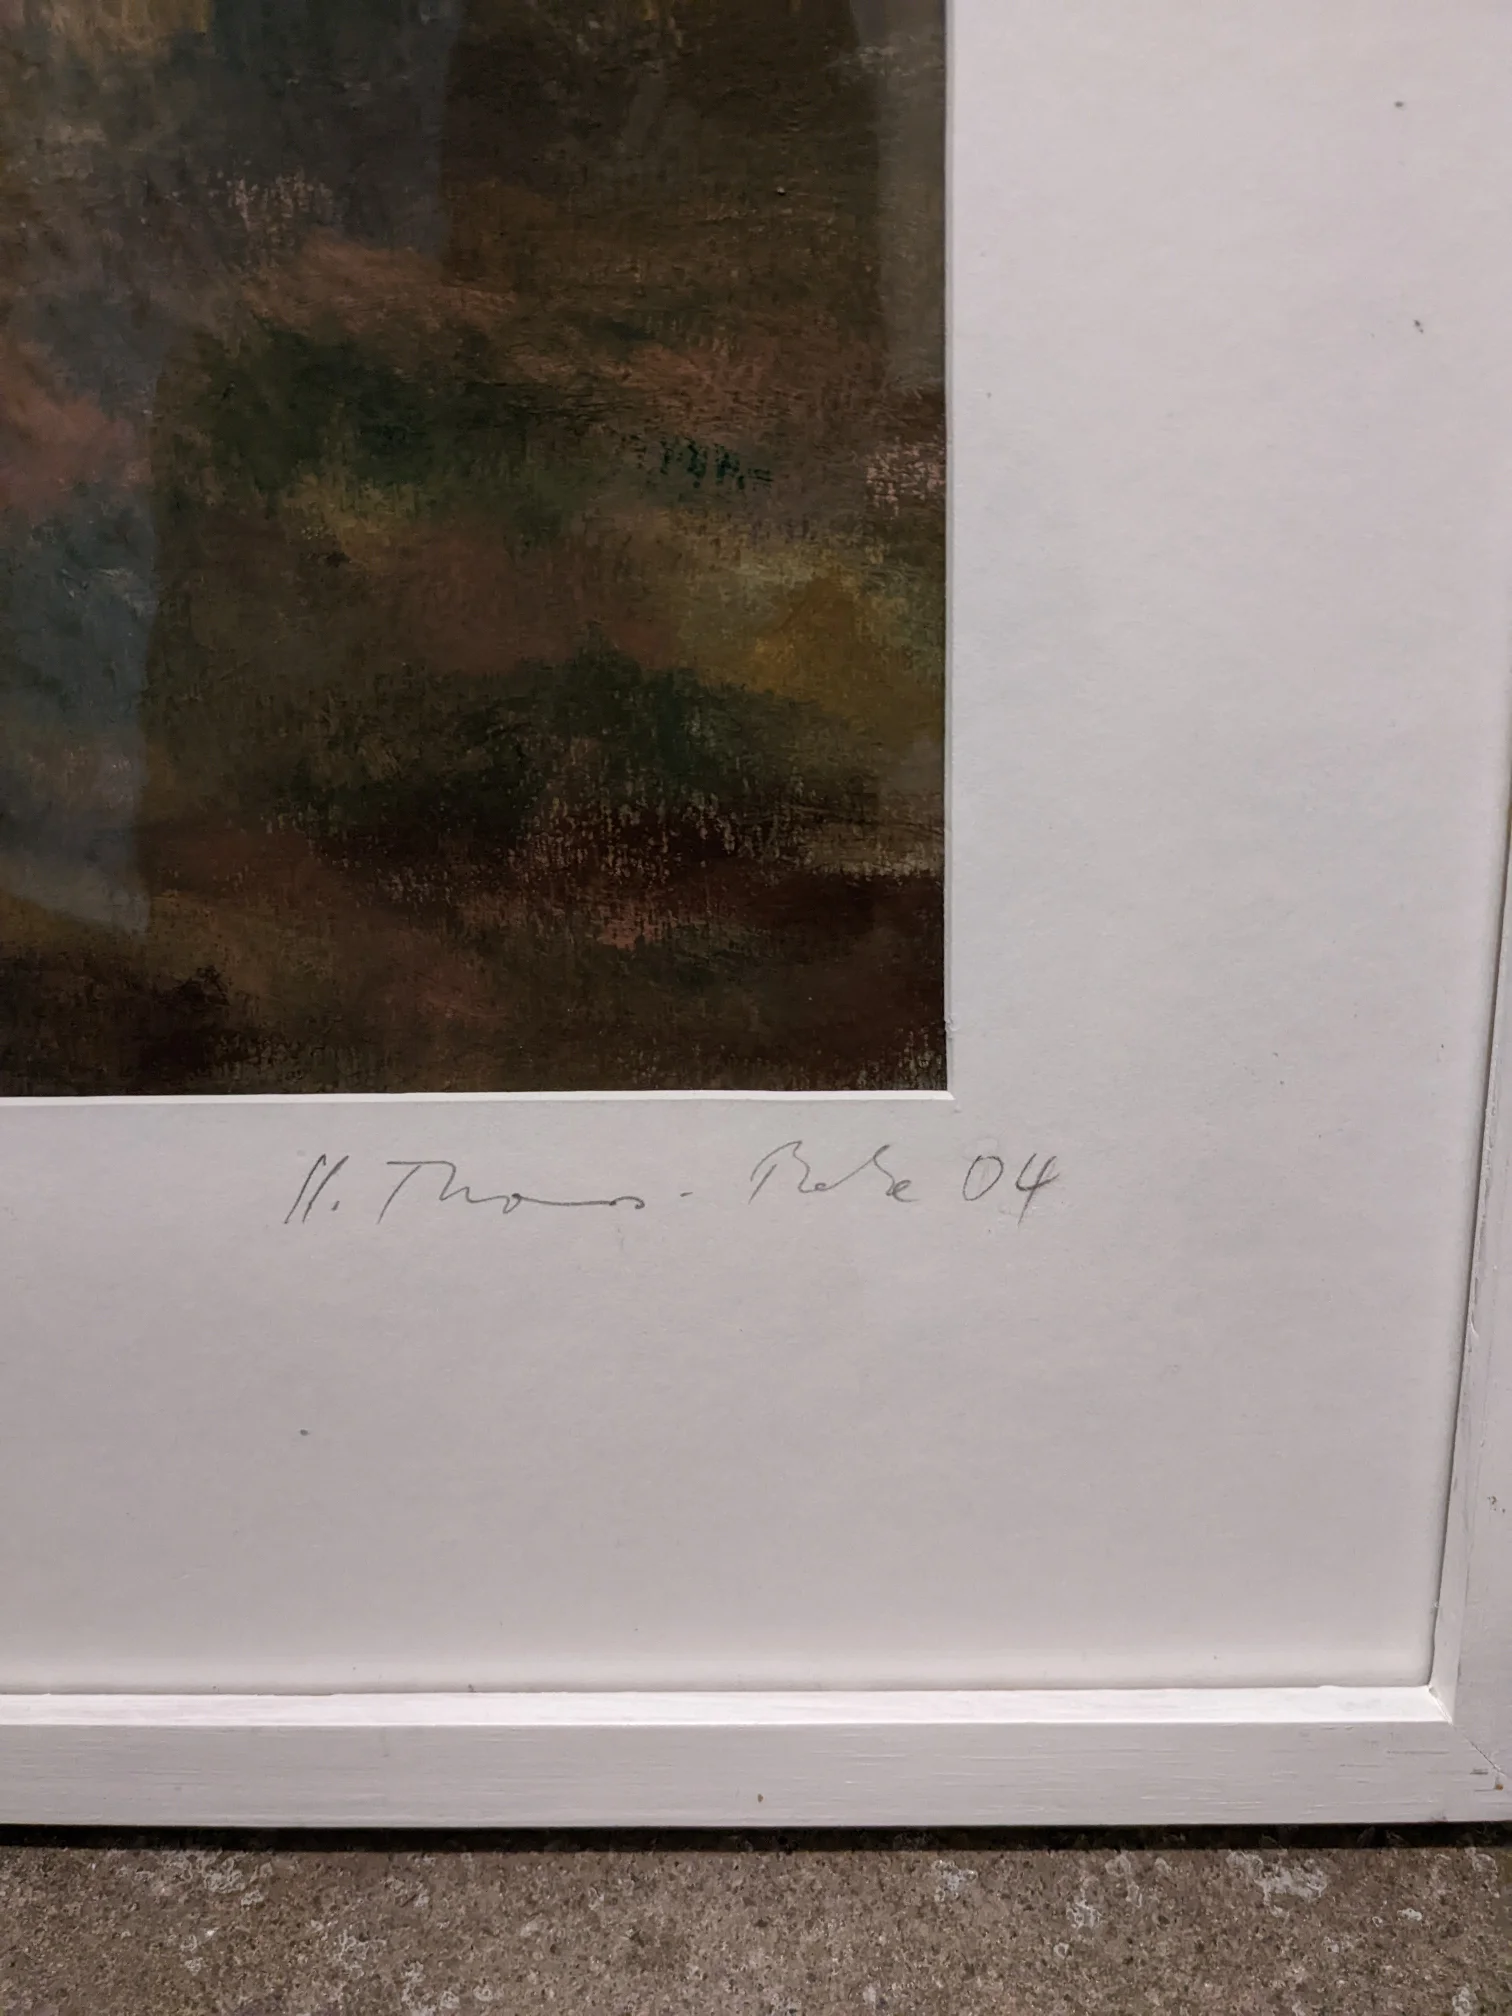 H. Thomas - 04